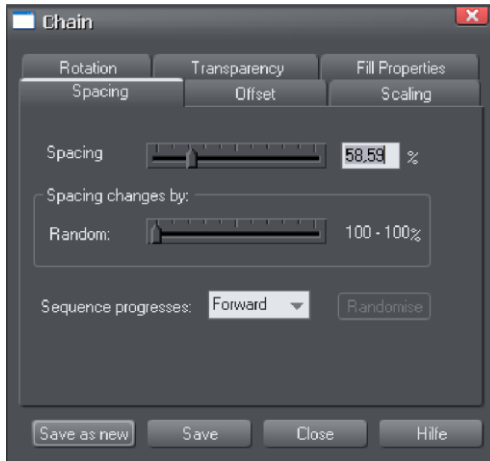 Chain
Rotation Transparency Fill Properties
Spacing Offset Scaling
Spacing 58,59 %
Spacing changes by:
Random: 100 - 100%
Sequence progresses: Forward Randomise
Save as new Save Close Hilfe